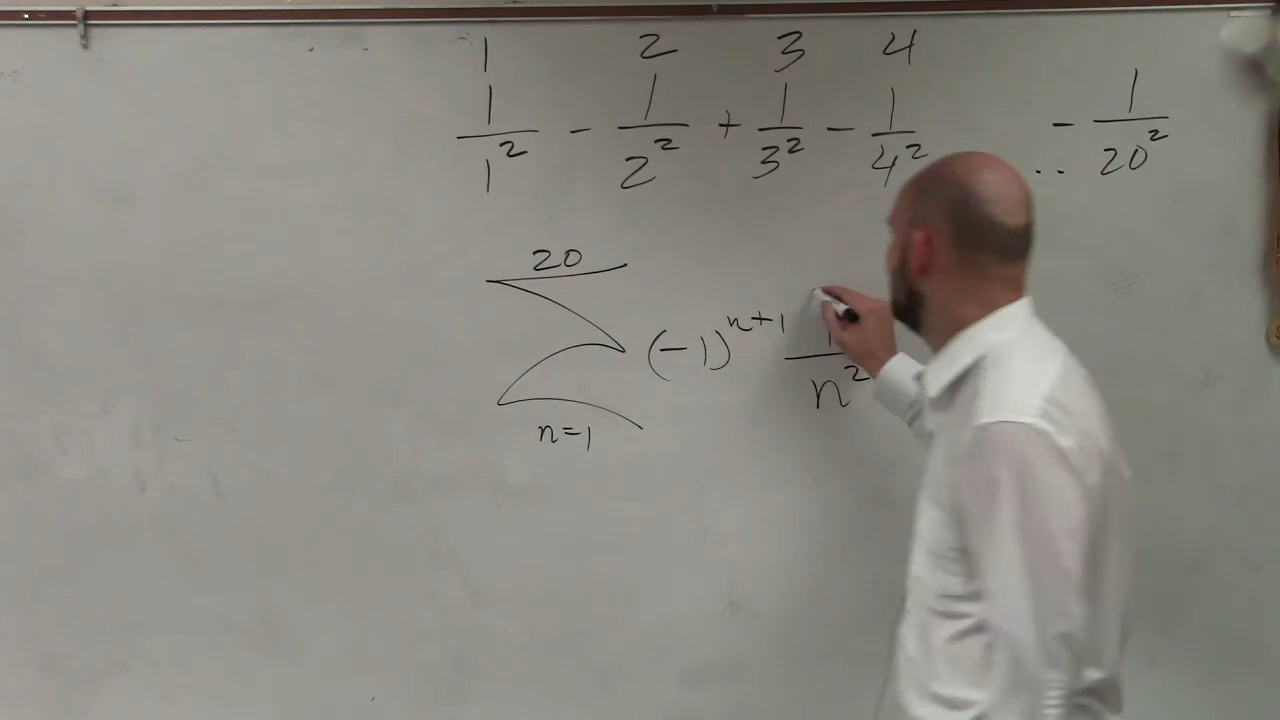 1 2 3 4
1/1² - 1/2² + 1/3² - 1/4² .. - 1/20²
20
∑ (-1)ⁿ⁺¹ 1/n²
n=1